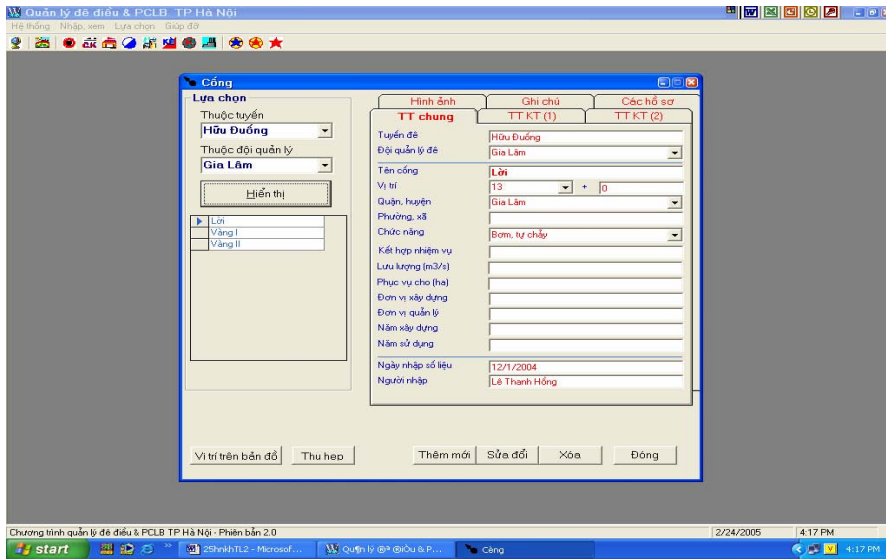 Quản lý đê điều & PCLB TP Hà Nội
Hệ thống Nhập, xem Lựa chọn Giúp đỡ
Cống
Lựa chọn
Thuộc tuyến
Hữu Đuống
Thuộc đội quản lý
Gia Lâm
Hiển thị
Lời
Vàng I
Vàng II
Hình ảnh Ghi chú Các hồ sơ
TT chung TT KT (1) TT KT (2)
Tuyến đê Hữu Đuống
Đội quản lý đê Gia Lâm
Tên cống Lời
Vị trí 13 + 0
Quận, huyện Gia Lâm
Phường, xã
Chức năng Bơm, tự chảy
Kết hợp nhiệm vụ
Lưu lượng (m3/s)
Phục vụ cho (ha)
Đơn vị xây dựng
Đơn vị quản lý
Năm xây dựng
Năm sử dụng
Ngày nhập số liệu 12/1/2004
Người nhập Lê Thanh Hồng
Vị trí trên bản đồ Thu hẹp Thêm mới Sửa đổi Xóa Đóng
Chương trình quản lý đê điều & PCLB TP Hà Nội - Phiên bản 2.0 2/24/2005 4:17 PM
start 25hnkhTL2 - Microsof... Qu¶n lý ®ª ®iÒu & P... Cèng 4:17 PM